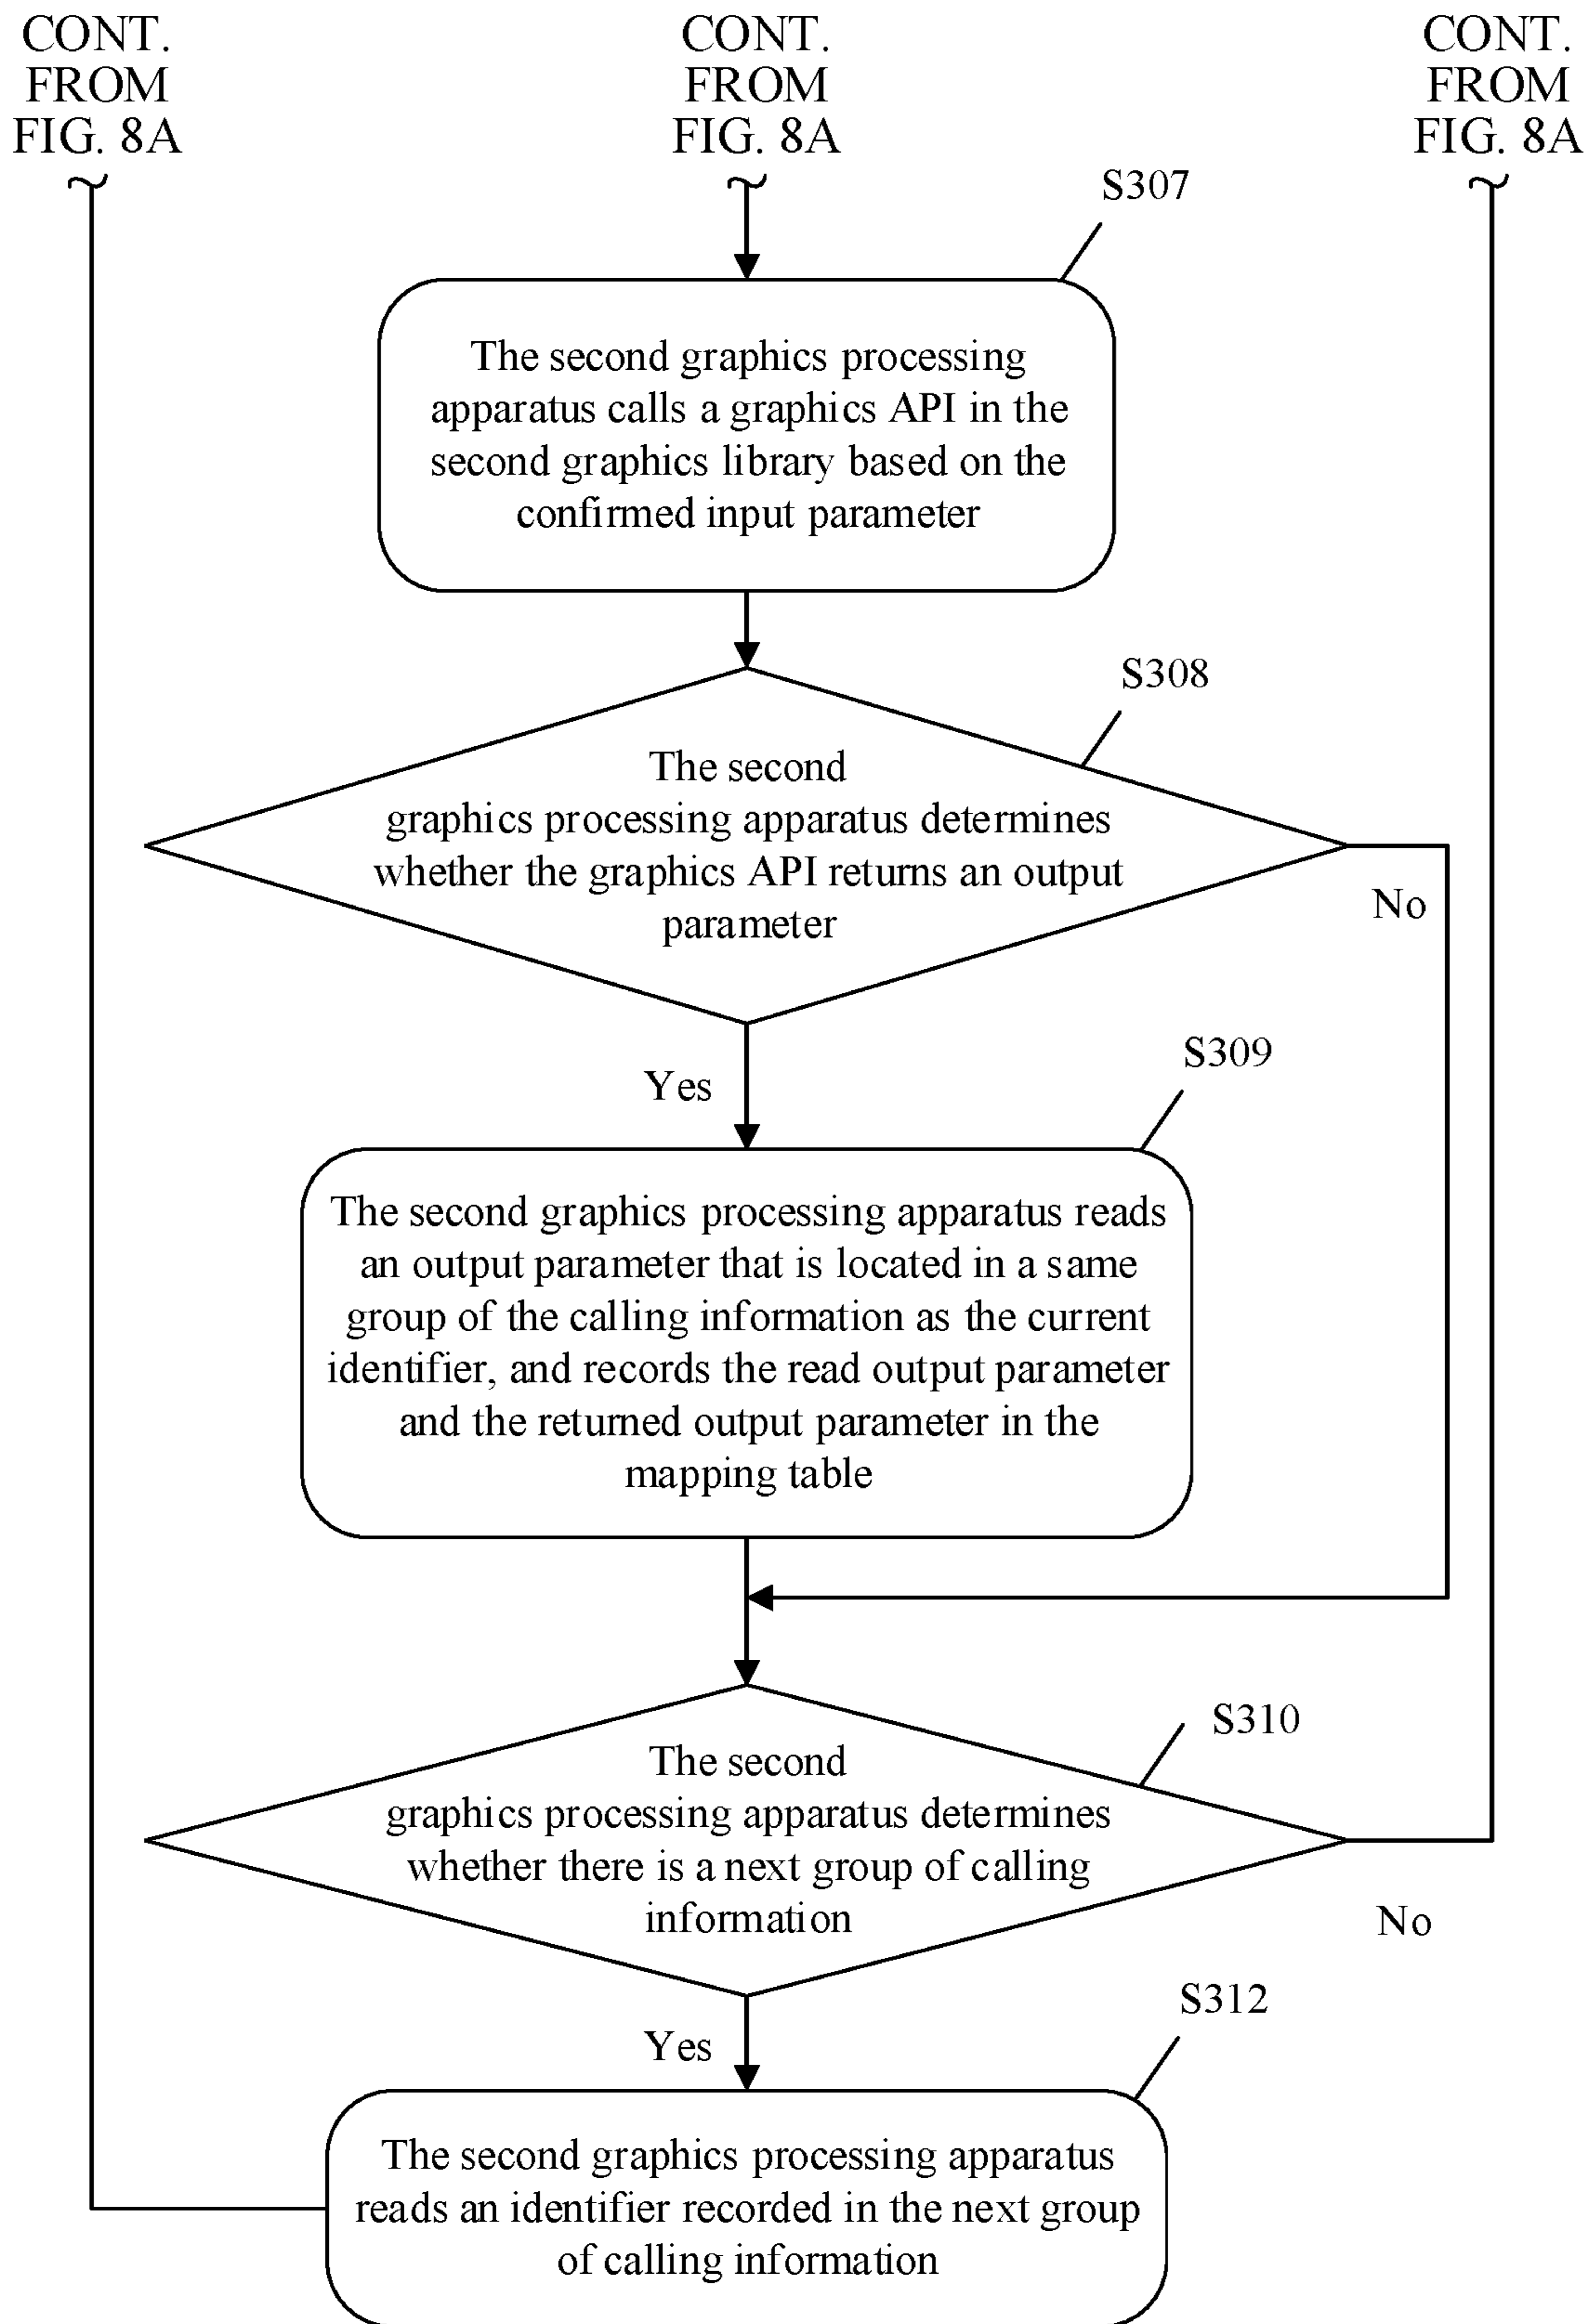 CONT.
FROM
FIG. 8A
CONT.
FROM
FIG. 8A
CONT.
FROM
FIG. 8A
S307
The second graphics processing
apparatus calls a graphics API in the
second graphics library based on the
confirmed input parameter
S308
The second
graphics processing apparatus determines
whether the graphics API returns an output
parameter
No
Yes
S309
The second graphics processing apparatus reads
an output parameter that is located in a same
group of the calling information as the current
identifier, and records the read output parameter
and the returned output parameter in the
mapping table
S310
The second
graphics processing apparatus determines
whether there is a next group of calling
information
No
Yes
S312
The second graphics processing apparatus
reads an identifier recorded in the next group
of calling information